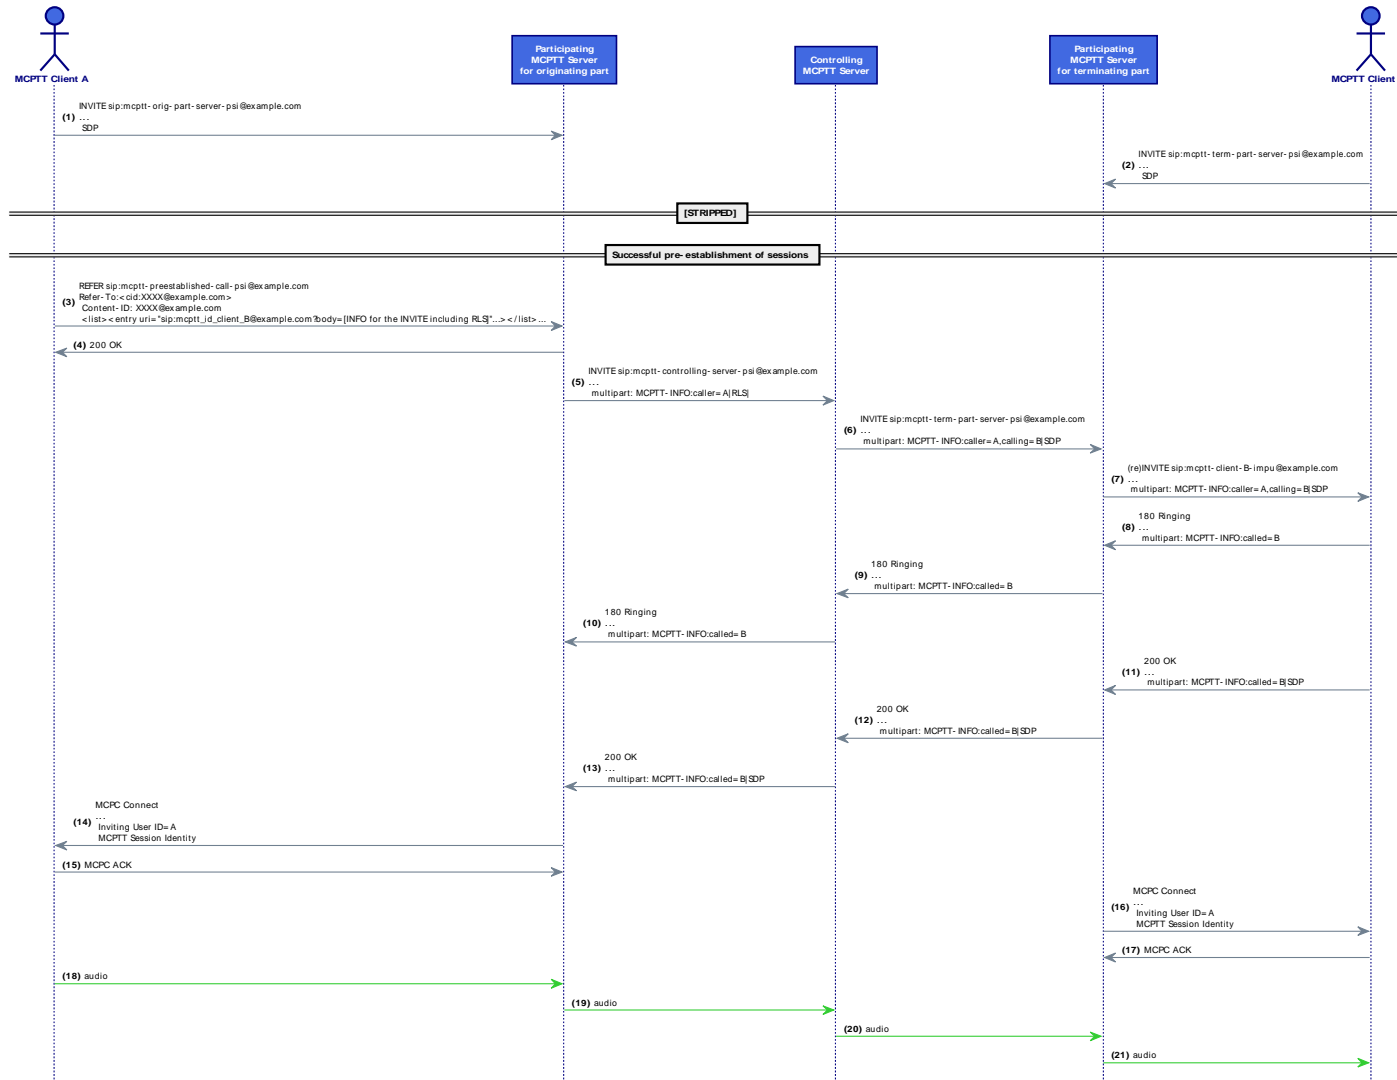 MCPTT Client A
Participating
MCPTT Server
for originating part
Controlling
MCPTT Server
Participating
MCPTT Server
for terminating part
MCPTT Client
INVITE sip:mcptt-orig-part-server-psi@example.com
(1) ...
SDP
INVITE sip:mcptt-term-part-server-psi@example.com
(2) ...
SDP
[STRIPPED]
Successful pre-establishment of sessions
REFER sip:mcptt-preestablished-call-psi@example.com
Refer-To:<cid:XXXX@example.com>
(3) Content-ID: XXXX@example.com
<list><entry uri="sip:mcptt_id_client_B@example.com?body=[INFO for the INVITE including RLS]"...></list>...
(4) 200 OK
INVITE sip:mcptt-controlling-server-psi@example.com
(5) ...
multipart: MCPTT-INFO:caller=A|RLS|
INVITE sip:mcptt-term-part-server-psi@example.com
(6) ...
multipart: MCPTT-INFO:caller=A,calling=B|SDP
(re)INVITE sip:mcptt-client-B-impu@example.com
(7) ...
multipart: MCPTT-INFO:caller=A,calling=B|SDP
180 Ringing
(8) ...
multipart: MCPTT-INFO:called=B
180 Ringing
(9) ...
multipart: MCPTT-INFO:called=B
180 Ringing
(10) ...
multipart: MCPTT-INFO:called=B
200 OK
(11) ...
multipart: MCPTT-INFO:called=B|SDP
200 OK
(12) ...
multipart: MCPTT-INFO:called=B|SDP
200 OK
(13) ...
multipart: MCPTT-INFO:called=B|SDP
MCPC Connect
...
(14) Inviting User ID=A
MCPTT Session Identity
(15) MCPC ACK
MCPC Connect
...
(16) Inviting User ID=A
MCPTT Session Identity
(17) MCPC ACK
(18) audio
(19) audio
(20) audio
(21) audio